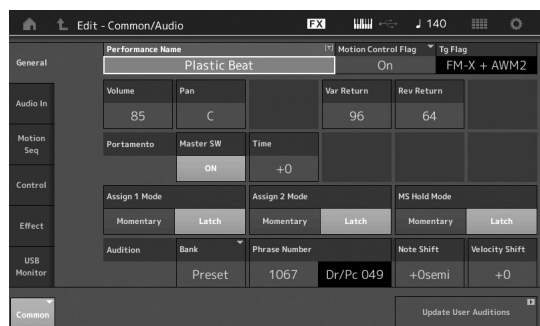 Edit - Common/Audio FX ♩ 140
General
Performance Name [T] Motion Control Flag Tg Flag
Plastic Beat On FM-X + AWM2
Audio In
Volume Pan Var Return Rev Return
85 C 96 64
Motion Seq
Portamento Master SW Time
ON +0
Control
Assign 1 Mode Assign 2 Mode MS Hold Mode
Effect
Momentary Latch Momentary Latch Momentary Latch
USB Monitor
Audition Bank Phrase Number Note Shift Velocity Shift
Preset 1067 Dr/Pc 049 +0semi +0
Common Update User Auditions